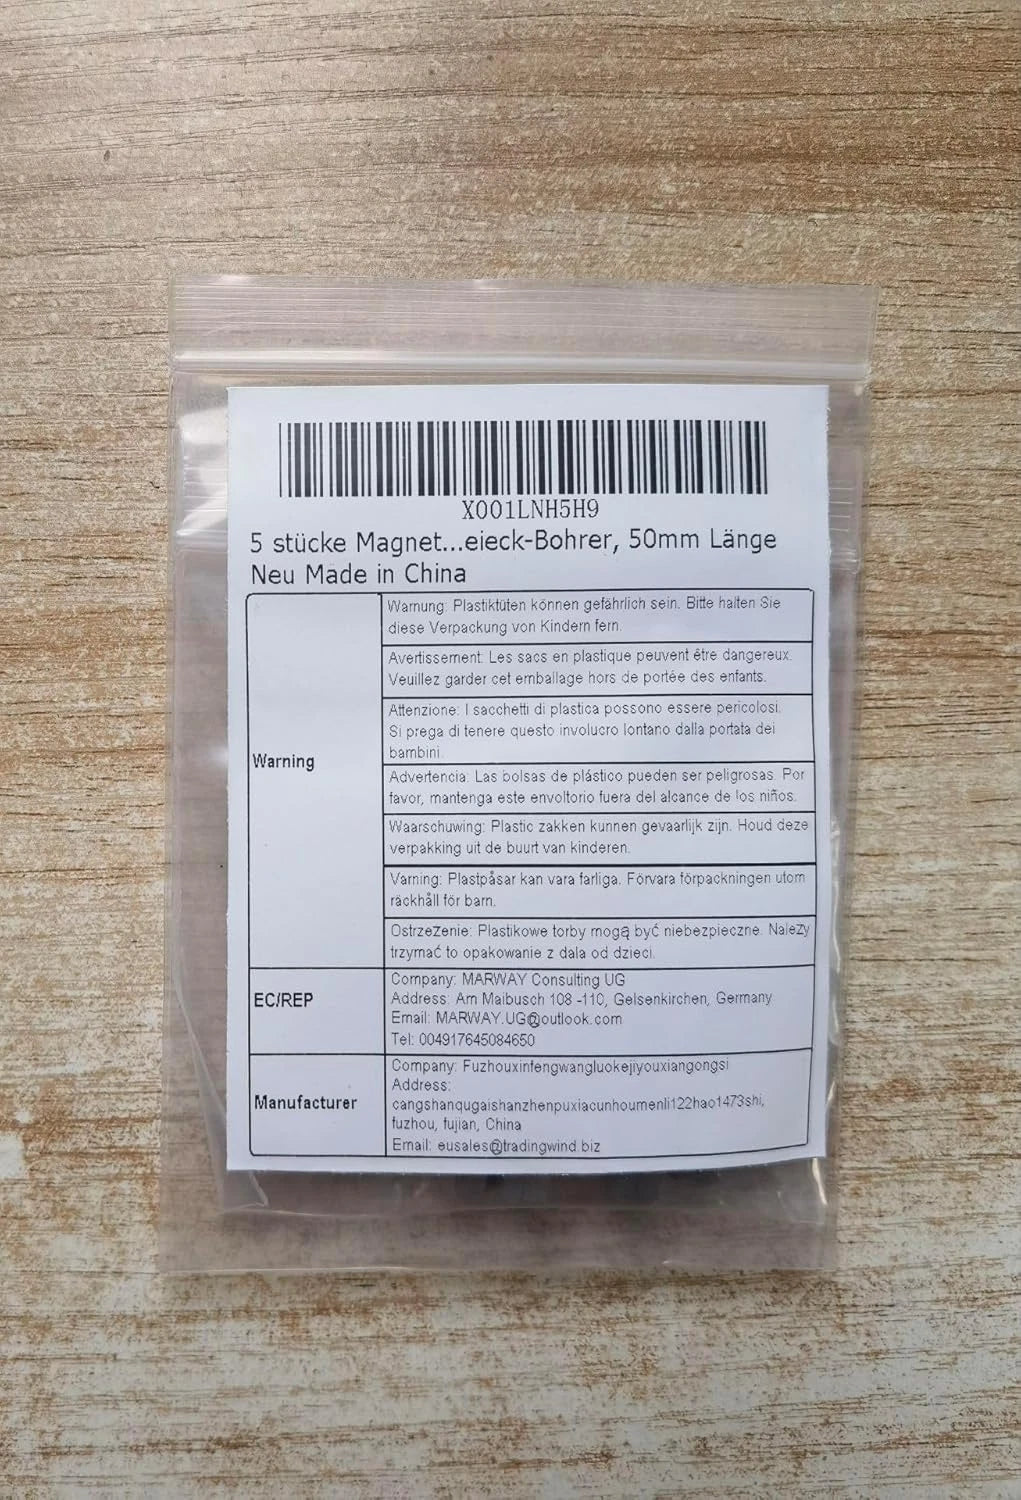 X001LNH5H9
5 stücke Magnet...eieck-Bohrer, 50mm Länge
Neu Made in China
Warning
Warnung: Plastiktüten können gefährlich sein. Bitte halten Sie
diese Verpackung von Kindern fern.
Avertissement: Les sacs en plastique peuvent être dangereux.
Veuillez garder cet emballage hors de portée des enfants.
Attenzione: I sacchetti di plastica possono essere pericolosi.
Si prega di tenere questo involucro lontano dalla portata dei
bambini.
Advertencia: Las bolsas de plástico pueden ser peligrosas. Por
favor, mantenga este envoltorio fuera del alcance de los niños.
Waarschuwing: Plastic zakken kunnen gevaarlijk zijn. Houd deze
verpakking uit de buurt van kinderen.
Varning: Plastpåsar kan vara farliga. Förvara förpackningen utom
räckhåll för barn.
OstrzeZenie: Plastikowe torby mogą być niebezpieczne. NaleZy
trzymać to opakowanie z dala od dzieci.
EC/REP
Company: MARWAY Consulting UG
Address: Am Maibusch 108 -110, Gelsenkirchen, Germany
Email: MARWAY.UG@outlook.com
Tel: 004917645084650
Manufacturer
Company: Fuzhouxinfengwangluokejiyouxiangongsi
Address:
cangshanqugaishanzhenpuxiacunhoumenli122hao1473shi,
fuzhou, fujian, China
Email: eusales@tradingwind.biz